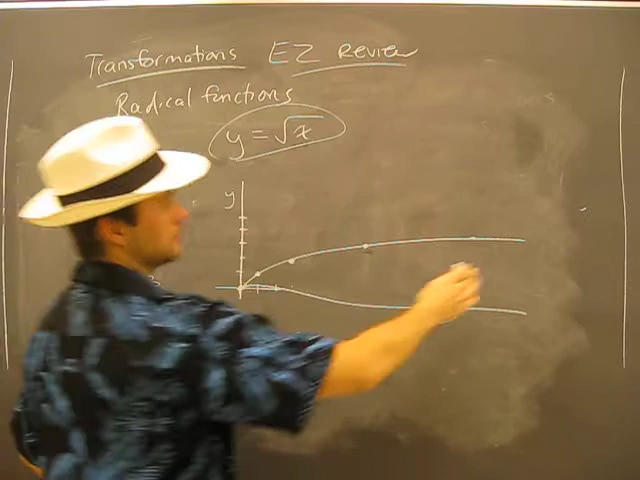 Transformations EZ Review
Radical functions
y = √x
y